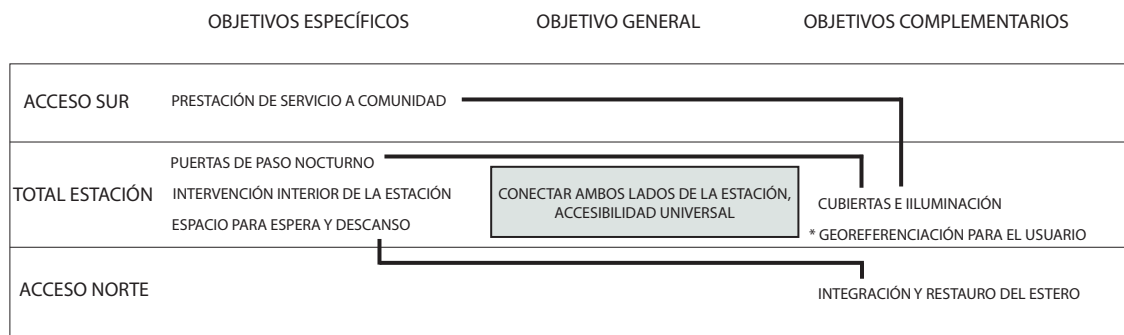 OBJETIVOS ESPECÍFICOS
OBJETIVO GENERAL
OBJETIVOS COMPLEMENTARIOS
ACCESO SUR
PRESTACIÓN DE SERVICIO A COMUNIDAD
TOTAL ESTACIÓN
PUERTAS DE PASO NOCTURNO
INTERVENCIÓN INTERIOR DE LA ESTACIÓN
ESPACIO PARA ESPERA Y DESCANSO
CONECTAR AMBOS LADOS DE LA ESTACIÓN,
ACCESIBILIDAD UNIVERSAL
CUBIERTAS E IILUMINACIÓN
* GEOREFERENCIACIÓN PARA EL USUARIO
ACCESO NORTE
INTEGRACIÓN Y RESTAURO DEL ESTERO